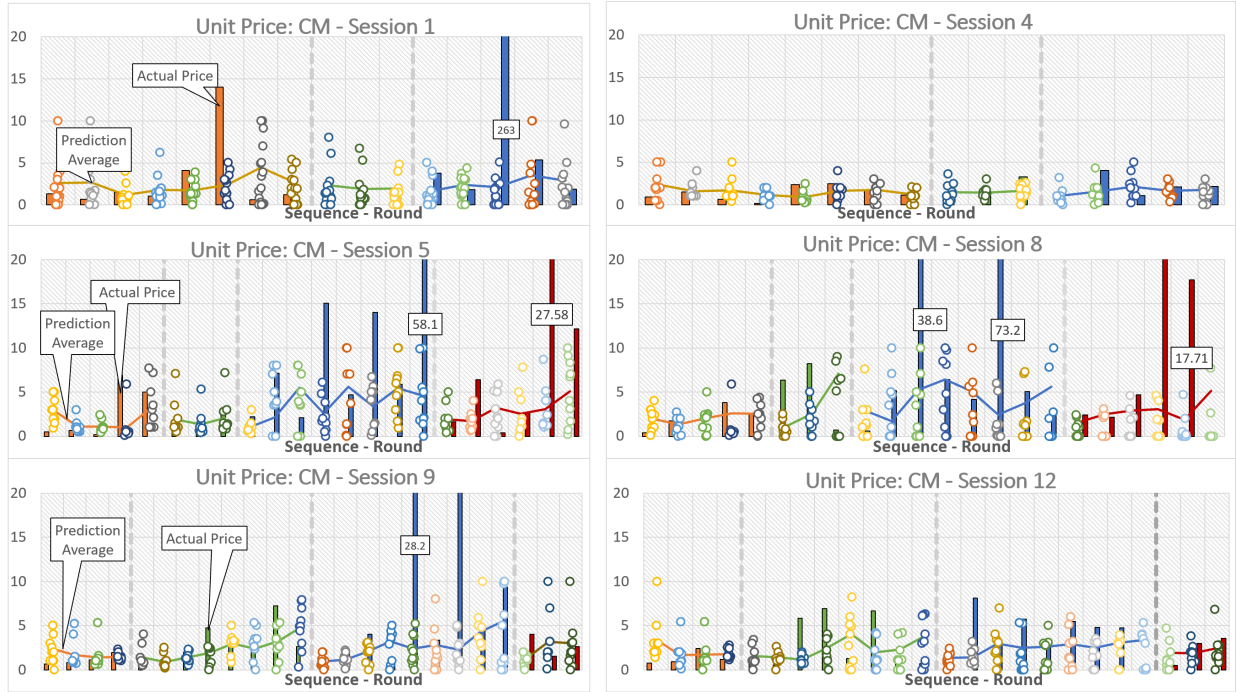 Unit Price: CM - Session 1
20
15
10
5
0
Actual Price
Prediction
Average
263
Sequence - Round
Unit Price: CM - Session 4
20
15
10
5
0
Sequence - Round
Unit Price: CM - Session 5
20
15
10
5
0
Actual Price
Prediction
Average
58.1
27.58
Sequence - Round
Unit Price: CM - Session 8
20
15
10
5
0
38.6
73.2
17.71
Sequence - Round
Unit Price: CM - Session 9
20
15
10
5
0
Prediction
Average
Actual Price
28.2
Sequence - Round
Unit Price: CM - Session 12
20
15
10
5
0
Sequence - Round